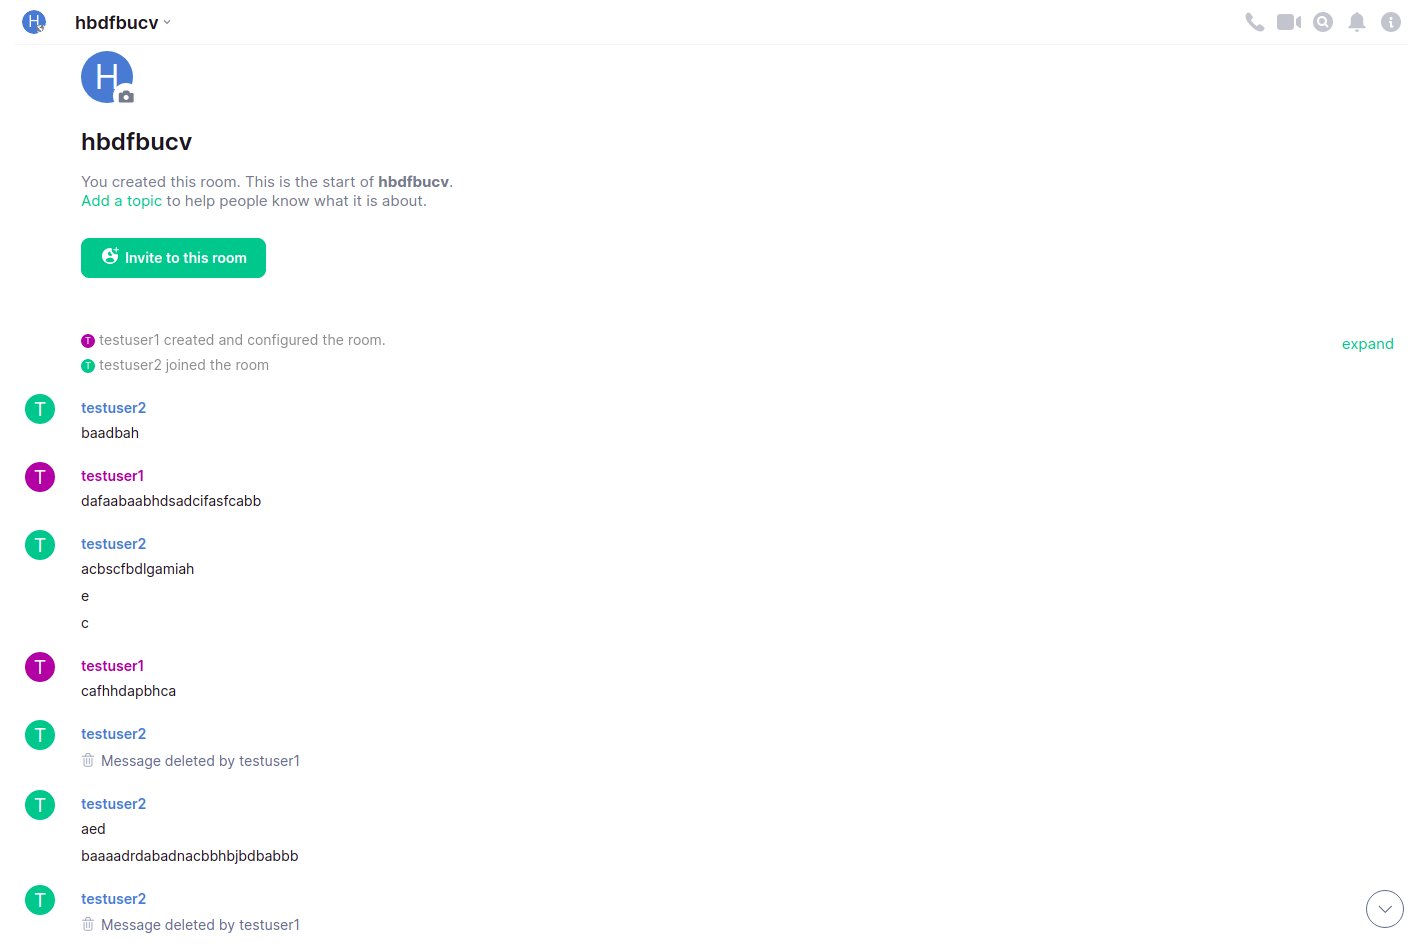 H hbdfbucv
H
hbdfbucv
You created this room. This is the start of hbdfbucv.
Add a topic to help people know what it is about.
Invite to this room
T testuser1 created and configured the room.
expand
T testuser2 joined the room
T testuser2
baadbah
T testuser1
dafaabaabhdsadcifasfcabb
T testuser2
acbscfbdlgamiah
e
c
T testuser1
cafhhdapbhca
T testuser2
Message deleted by testuser1
T testuser2
aed
baaaadrdabadnacbbhbjbdbabbb
T testuser2
Message deleted by testuser1